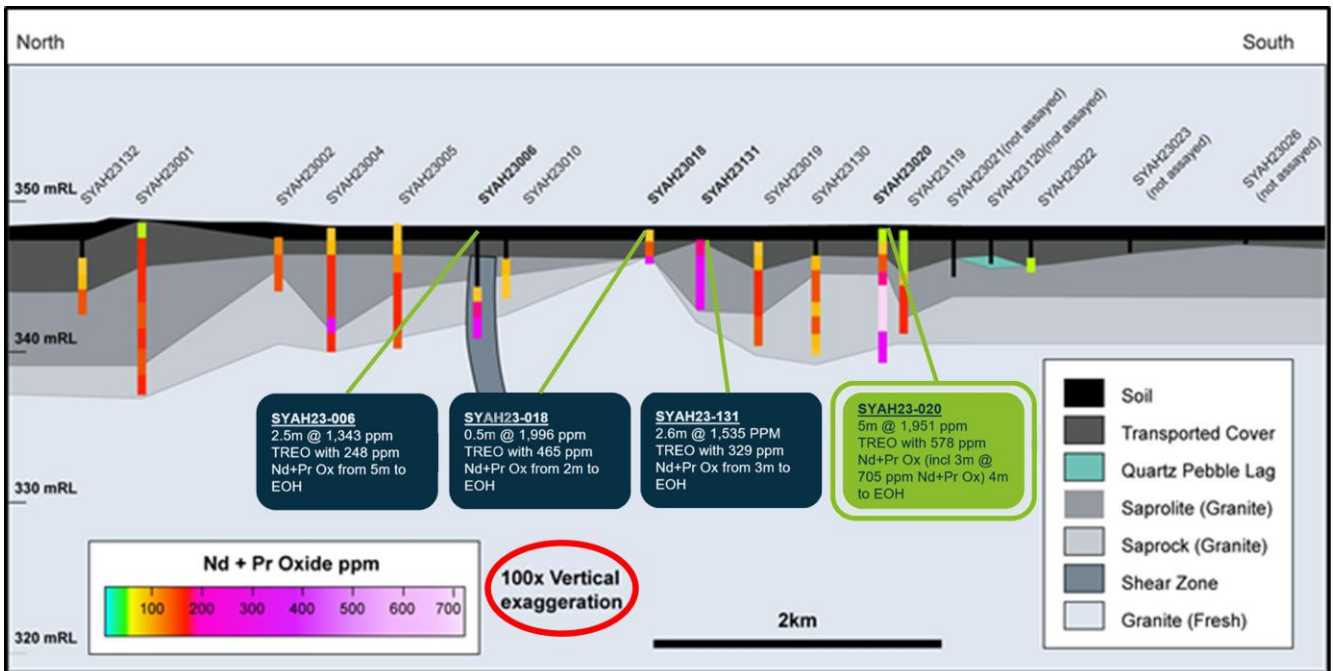 North
South
SYAH23132
SYAH23001
SYAH23002
SYAH23004
SYAH23005
SYAH23006
SYAH23010
SYAH23018
SYAH23131
SYAH23019
SYAH23130
SYAH23020
SYAH23119
SYAH23021(not assayed)
SYAH23120(not assayed)
SYAH23022
SYAH23023
(not assayed)
SYAH23026
(not assayed)
350 mRL
340 mRL
330 mRL
320 mRL
SYAH23-006
2.5m @ 1,343 ppm
TREO with 248 ppm
Nd+Pr Ox from 5m to
EOH
SYAH23-018
0.5m @ 1,996 ppm
TREO with 465 ppm
Nd+Pr Ox from 2m to
EOH
SYAH23-131
2.6m @ 1,535 PPM
TREO with 329 ppm
Nd+Pr Ox from 3m to
EOH
SYAH23-020
5m @ 1,951 ppm
TREO with 578 ppm
Nd+Pr Ox (incl 3m @
705 ppm Nd+Pr Ox) 4m
to EOH
Nd + Pr Oxide ppm
100 200 300 400 500 600 700
100x Vertical
exaggeration
2km
Soil
Transported Cover
Quartz Pebble Lag
Saprolite (Granite)
Saprock (Granite)
Shear Zone
Granite (Fresh)